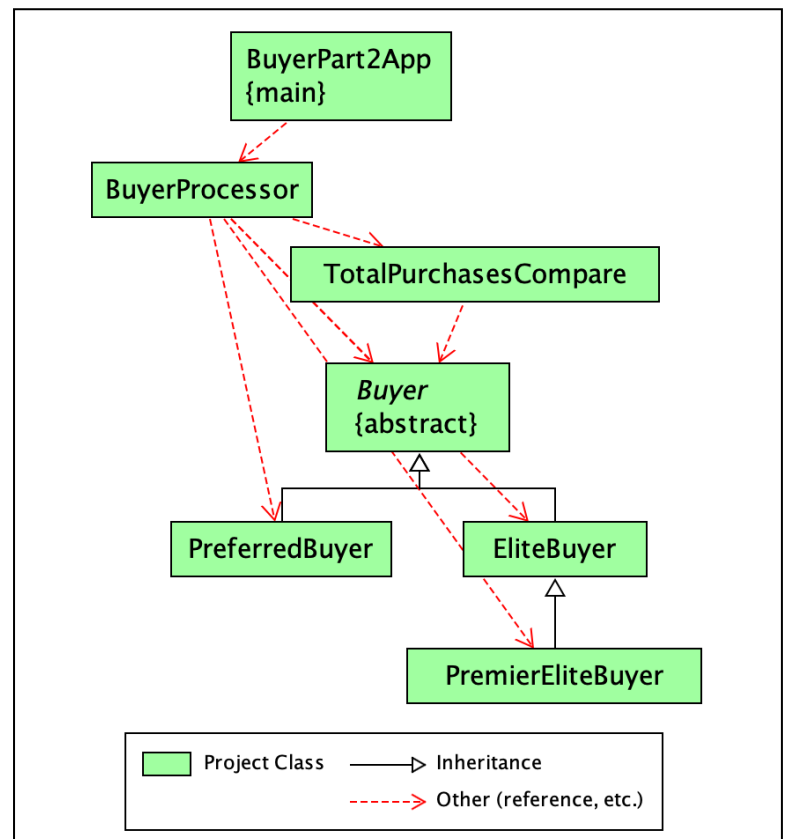 BuyerPart2App
{main}
BuyerProcessor
TotalPurchasesCompare
Buyer
{abstract}
PreferredBuyer
EliteBuyer
PremierEliteBuyer
Project Class
Inheritance
Other (reference, etc.)